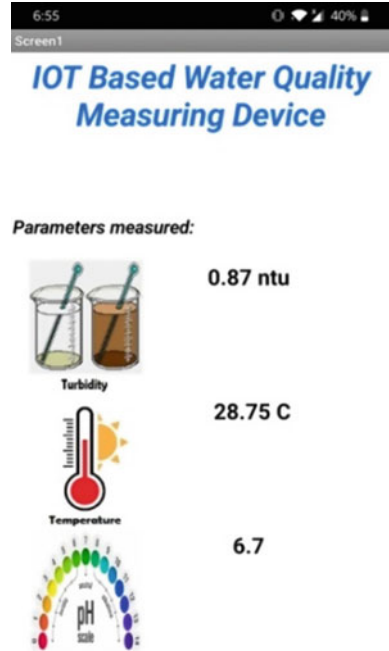 6:55 40%
Screen1
IOT Based Water Quality
Measuring Device
Parameters measured:
0.87 ntu
Turbidity
28.75 C
Temperature
6.7
pH
scale